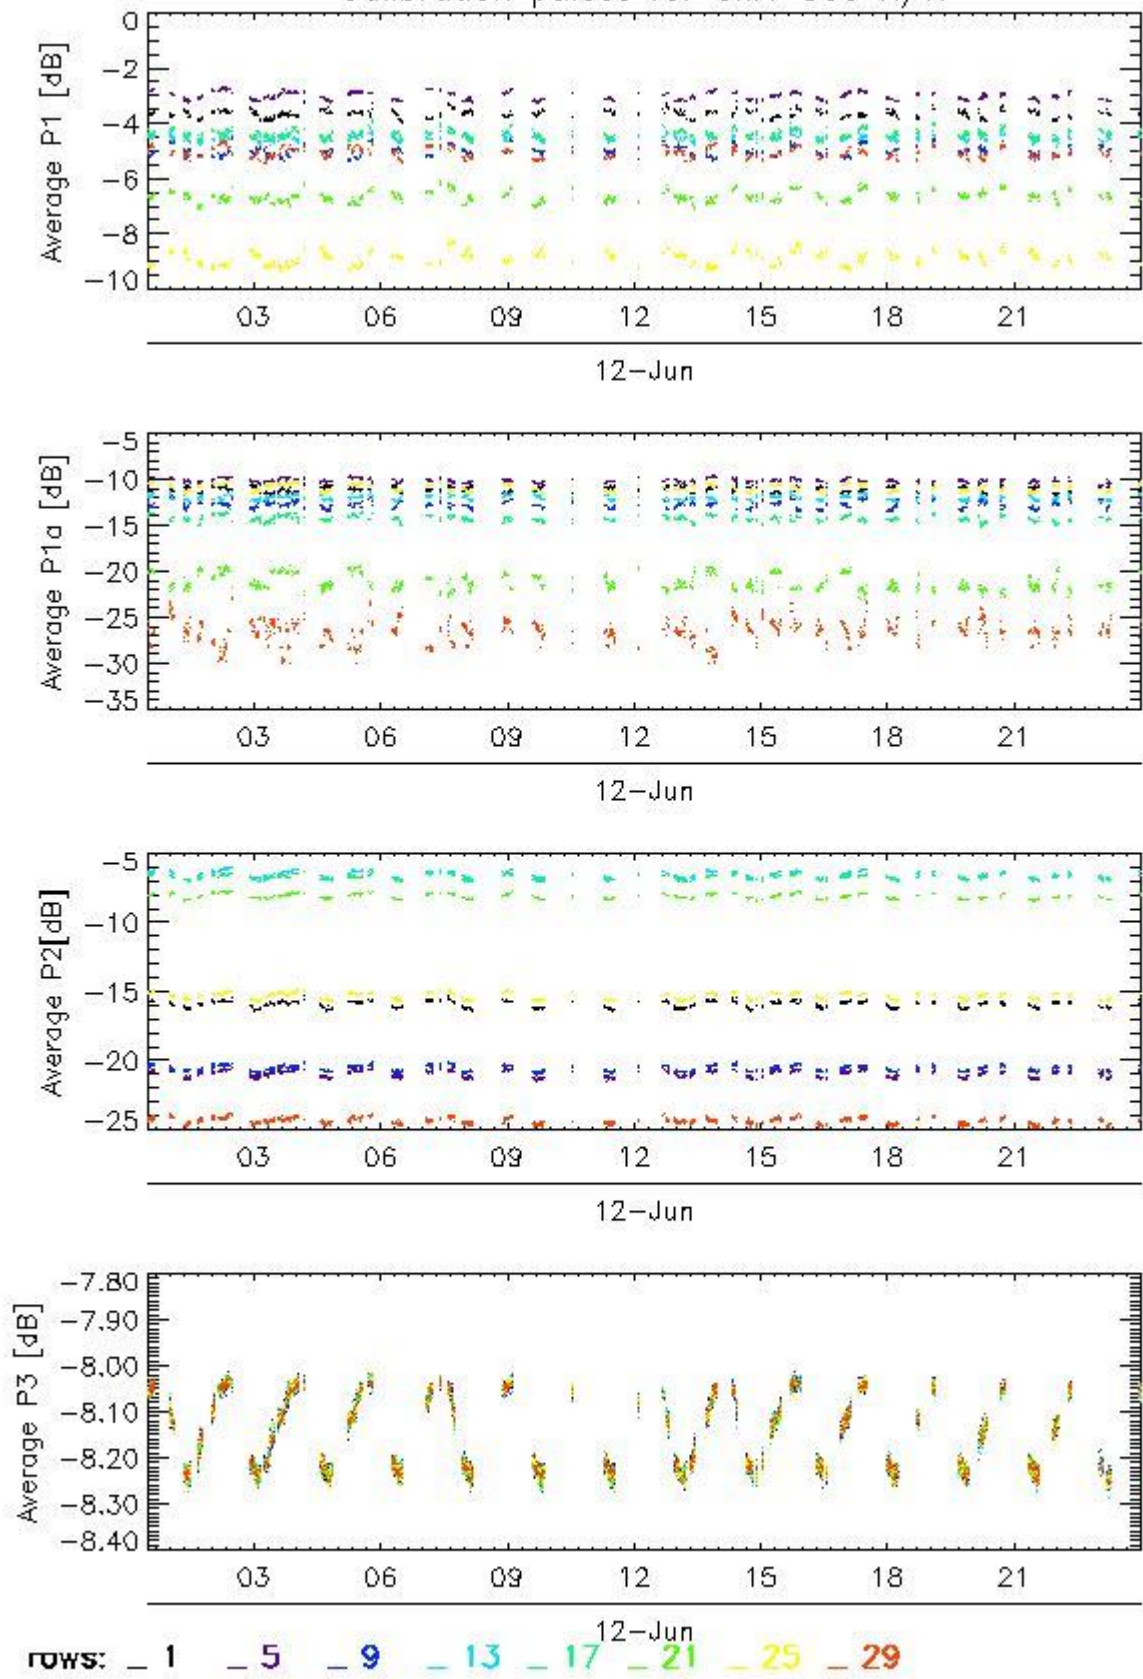 0
Average P1 [dB]
-2
-4
-6
-8
-10
03 06 09 12 15 18 21
12-Jun
Average P1a [dB]
-5
-10
-15
-20
-25
-30
-35
03 06 09 12 15 18 21
12-Jun
Average P2[dB]
-5
-10
-15
-20
-25
03 06 09 12 15 18 21
12-Jun
Average P3 [dB]
-7.80
-7.90
-8.00
-8.10
-8.20
-8.30
-8.40
03 06 09 12 15 18 21
12-Jun
rows: _ 1 _ 5 _ 9 _ 13 _ 17 _ 21 _ 25 _ 29